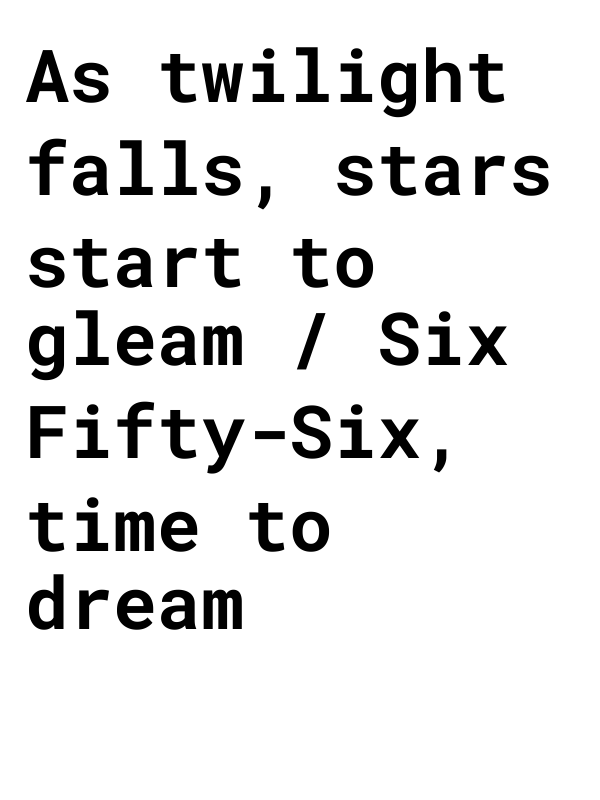 As twilight
falls, stars
start to
gleam / Six
Fifty-Six,
time to
dream